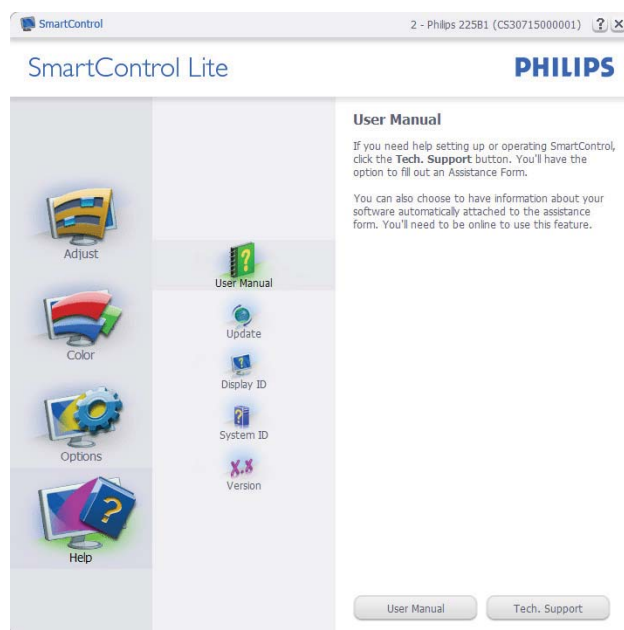 SmartControl
2 - Philips 225B1 (CS30715000001)
?
X
SmartControl Lite
PHILIPS
Adjust
Color
Options
Help
User Manual
Update
Display ID
System ID
X.X
Version
User Manual
If you need help setting up or operating SmartControl,
click the Tech. Support button. You'll have the
option to fill out an Assistance Form.
You can also choose to have information about your
software automatically attached to the assistance
form. You'll need to be online to use this feature.
User Manual
Tech. Support